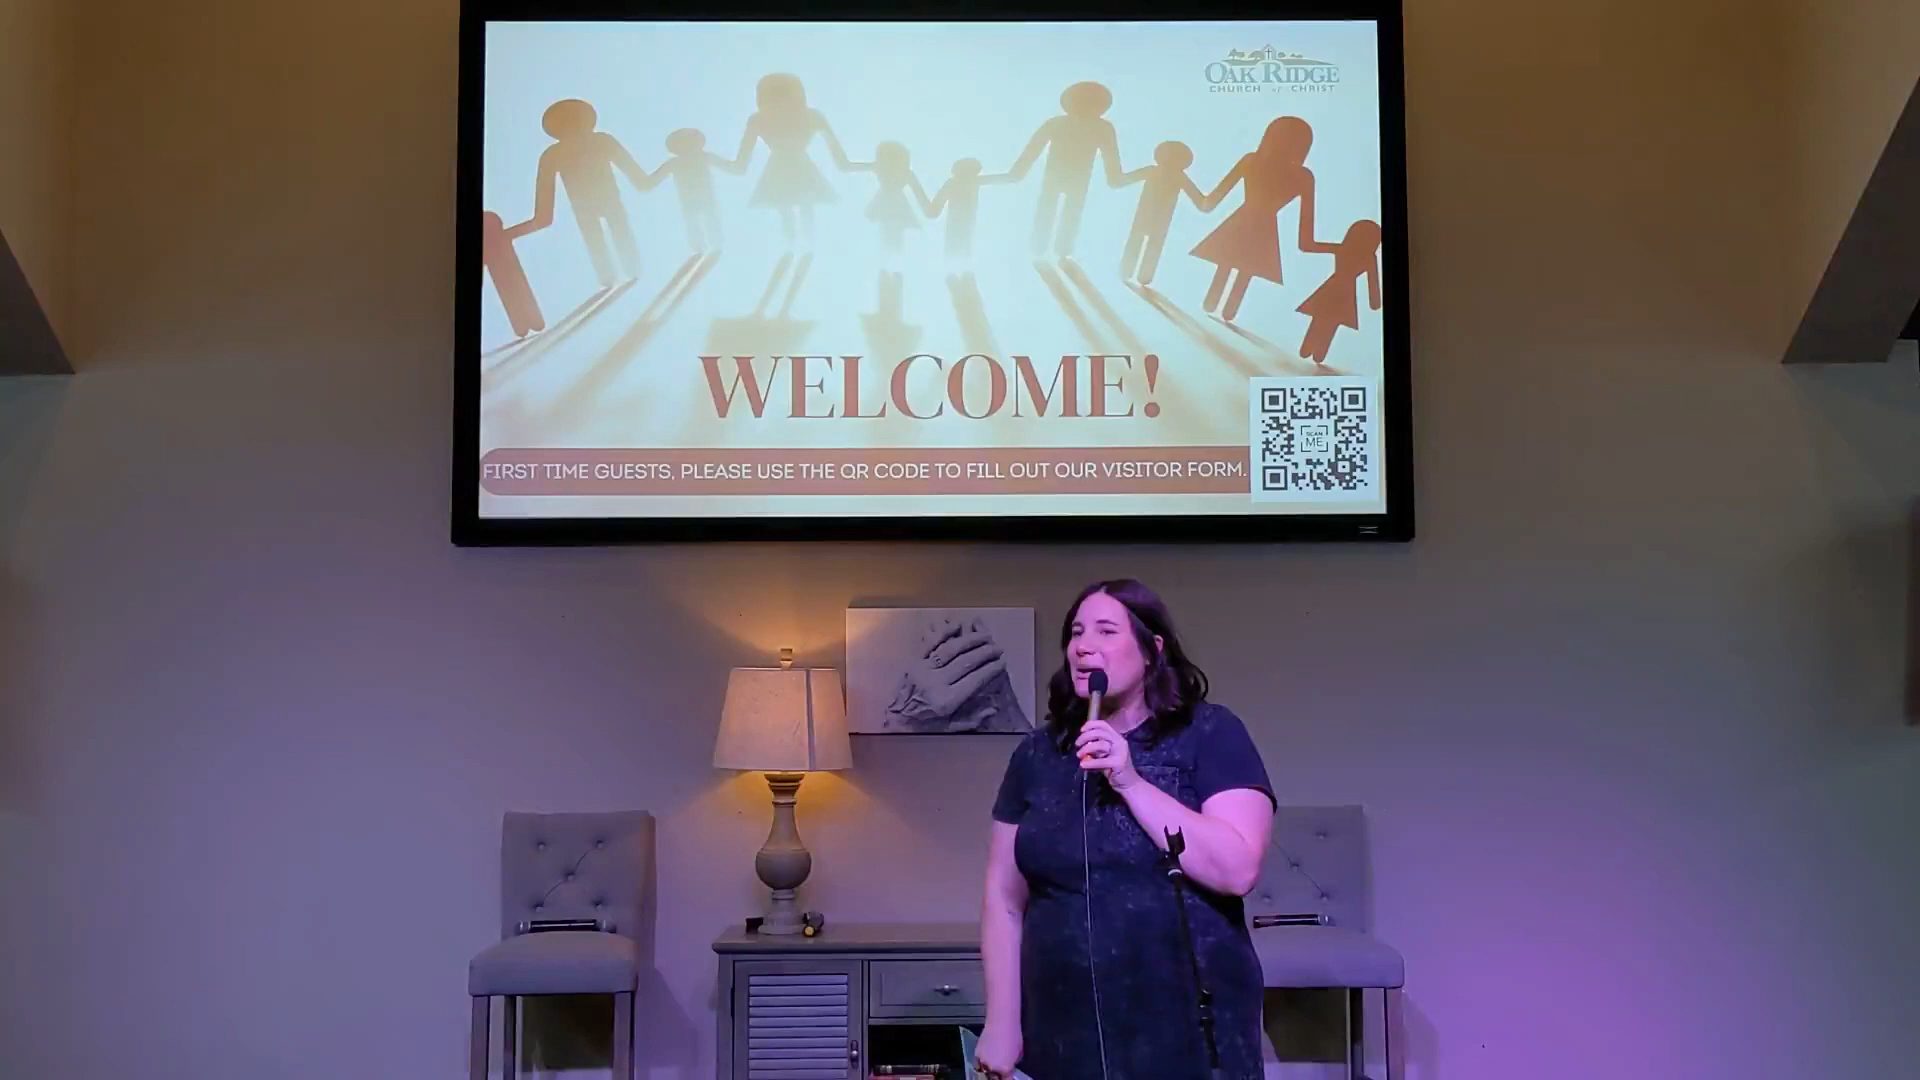 OAK RIDGE
CHURCH of CHRIST
WELCOME!
FIRST TIME GUESTS, PLEASE USE THE QR CODE TO FILL OUT OUR VISITOR FORM.
SCAN
ME